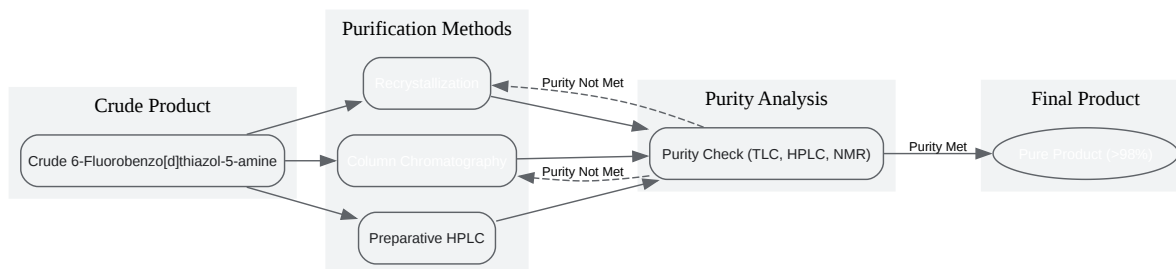 Purification Methods
Recrystallization
Purity Not Met
Crude Product
Purity Analysis
Final Product
Crude 6-Fluorobenzo[d]thiazol-5-amine
Column Chromatography
Purity Check (TLC, HPLC, NMR)
Purity Met
Pure Product (>98%)
Purity Not Met
Preparative HPLC